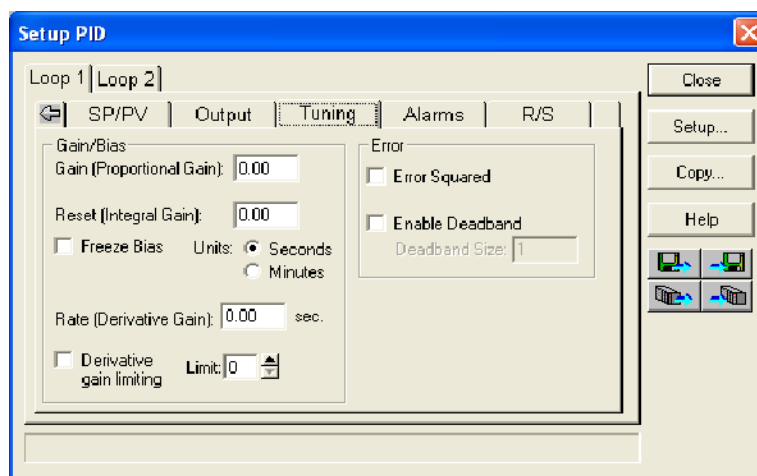 Setup PID
Loop 1 Loop 2
SP/PV Output Tuning Alarms R/S
Gain/Bias
Gain (Proportional Gain): 0.00
Reset (Integral Gain): 0.00
Freeze Bias Units: Seconds
Minutes
Rate (Derivative Gain): 0.00 sec.
Derivative
gain limiting
Limit: 0
Error
Error Squared
Enable Deadband
Deadband Size: 1
Close
Setup...
Copy...
Help